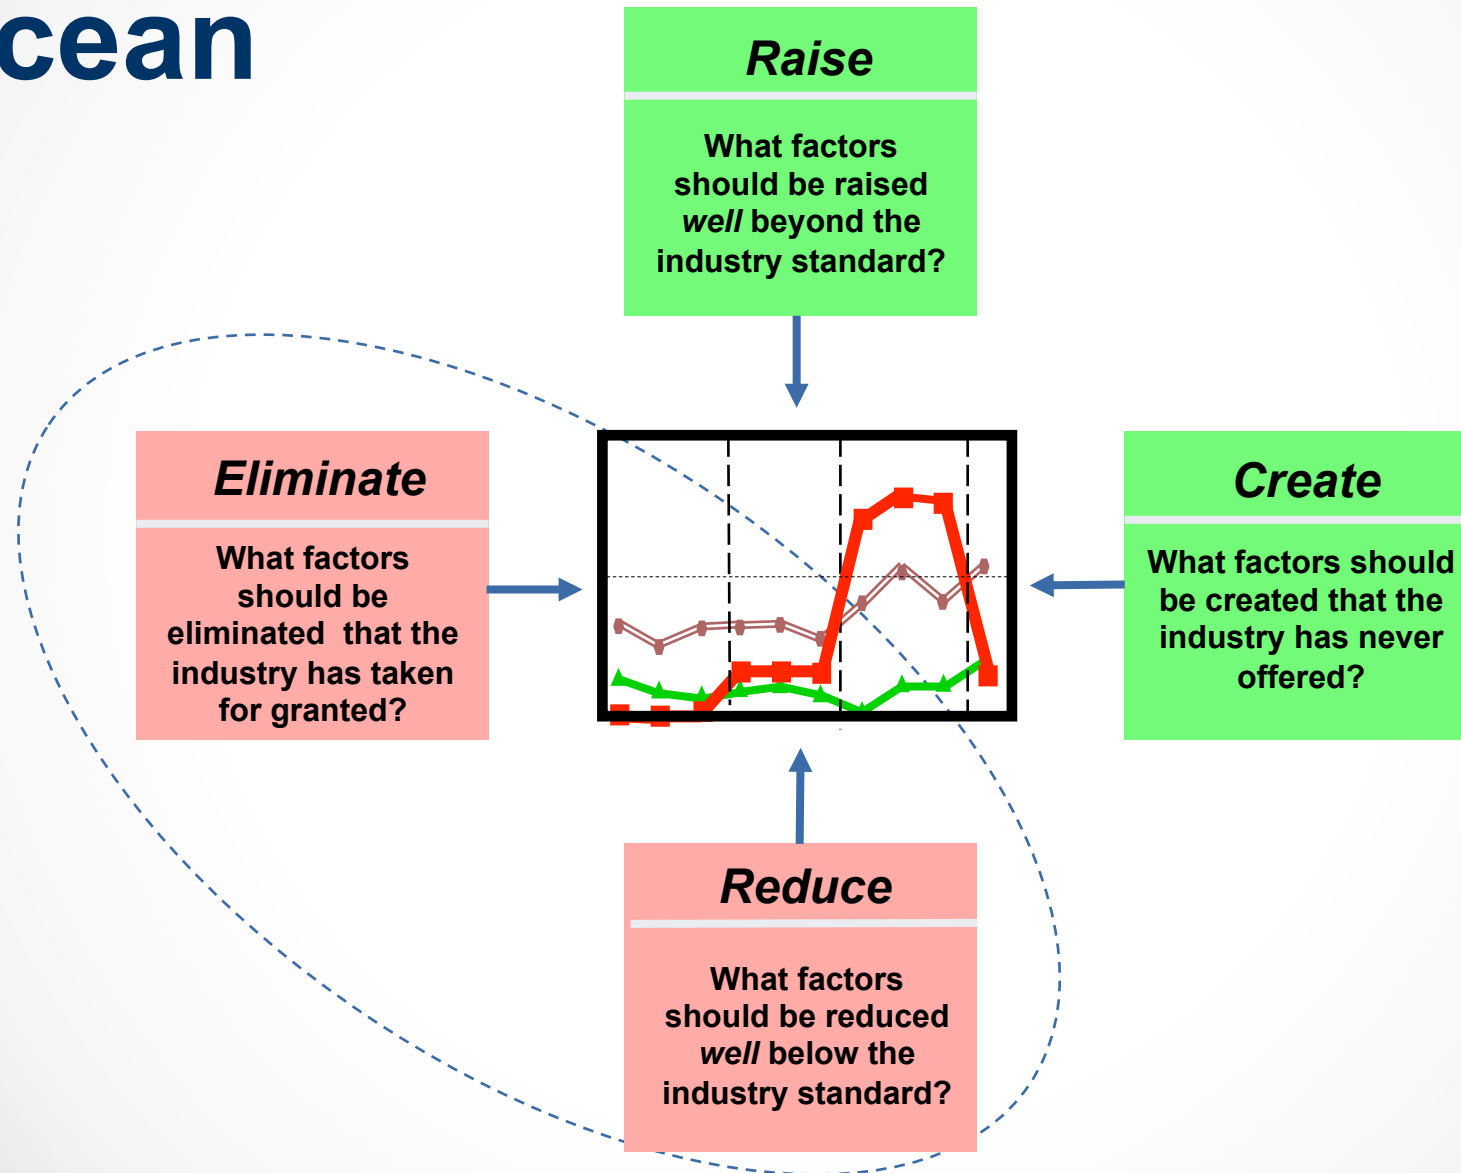 cean
Raise
What factors
should be raised
well beyond the
industry standard?
Eliminate
What factors
should be
eliminated that the
industry has taken
for granted?
Create
What factors should
be created that the
industry has never
offered?
Reduce
What factors
should be reduced
well below the
industry standard?